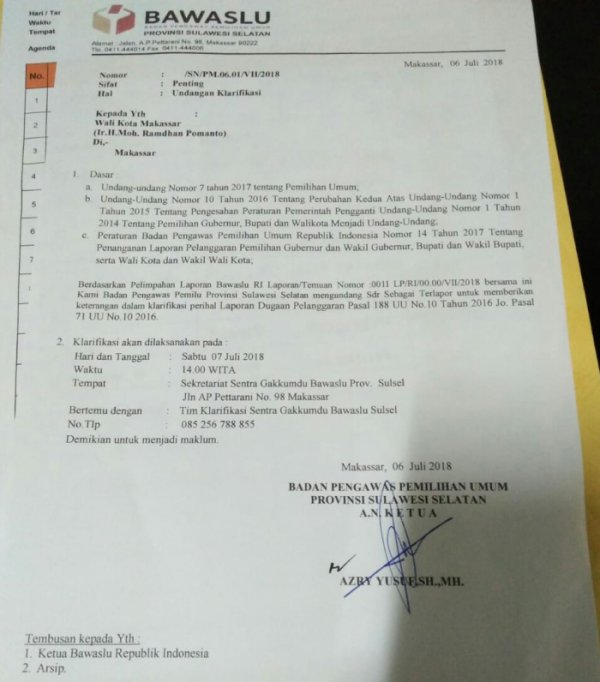 Hari / Tar
Waktu
Tempat
Agenda
No.
1
2
3
4
5
6
7
BAWASLU
BADAN PENGAWAS PEMILIHAN UMUM
PROVINSI SULAWESI SELATAN
Alamat : Jalan. A.P Pettarani No. 98, Makassar 90222
Tlp. 0411-444014 Fax. 0411-444006
Makassar, 06 Juli 2018
Nomor : /SN/PM.06.01/VII/2018
Sifat : Penting
Hal : Undangan Klarifikasi
Kepada Yth :
Wali Kota Makassar
(Ir.H.Moh. Ramdhan Pomanto)
Di,-
Makassar
1. Dasar :
a. Undang-undang Nomor 7 tahun 2017 tentang Pemilihan Umum;
b. Undang-Undang Nomor 10 Tahun 2016 Tentang Perubahan Kedua Atas Undang-Undang Nomor 1
Tahun 2015 Tentang Pengesahan Peraturan Pemerintah Pengganti Undang-Undang Nomor 1 Tahun
2014 Tentang Pemilihan Gubernur, Bupati dan Walikota Menjadi Undang-Undang;
c. Peraturan Badan Pengawas Pemilihan Umum Republik Indonesia Nomor 14 Tahun 2017 Tentang
Penanganan Laporan Pelanggaran Pemilihan Gubernur dan Wakil Gubernur, Bupati dan Wakil Bupati,
serta Wali Kota dan Wakil Wali Kota;
Berdasarkan Pelimpahan Laporan Bawaslu RI Laporan/Temuan Nomor :0011 LP/RI/00.00/VII/2018 bersama ini
Kami Badan Pengawas Pemilu Provinsi Sulawesi Selatan mengundang Sdr Sebagai Terlapor untuk memberikan
keterangan dalam klarifikasi perihal Laporan Dugaan Pelanggaran Pasal 188 UU No.10 Tahun 2016 Jo. Pasal
71 UU No.10 2016.
2. Klarifikasi akan dilaksanakan pada :
Hari dan Tanggal : Sabtu 07 Juli 2018
Waktu : 14.00 WITA
Tempat : Sekretariat Sentra Gakkumdu Bawaslu Prov. Sulsel
Jln AP Pettarani No. 98 Makassar
Bertemu dengan : Tim Klarifikasi Sentra Gakkumdu Bawaslu Sulsel
No.Tlp : 085 256 788 855
Demikian untuk menjadi maklum.
Makassar, 06 Juli 2018
BADAN PENGAWAS PEMILIHAN UMUM
PROVINSI SULAWESI SELATAN
A.N. K E T U A
AZRY YUSUF,SH.,MH.
Tembusan kepada Yth :
1. Ketua Bawaslu Republik Indonesia
2. Arsip.